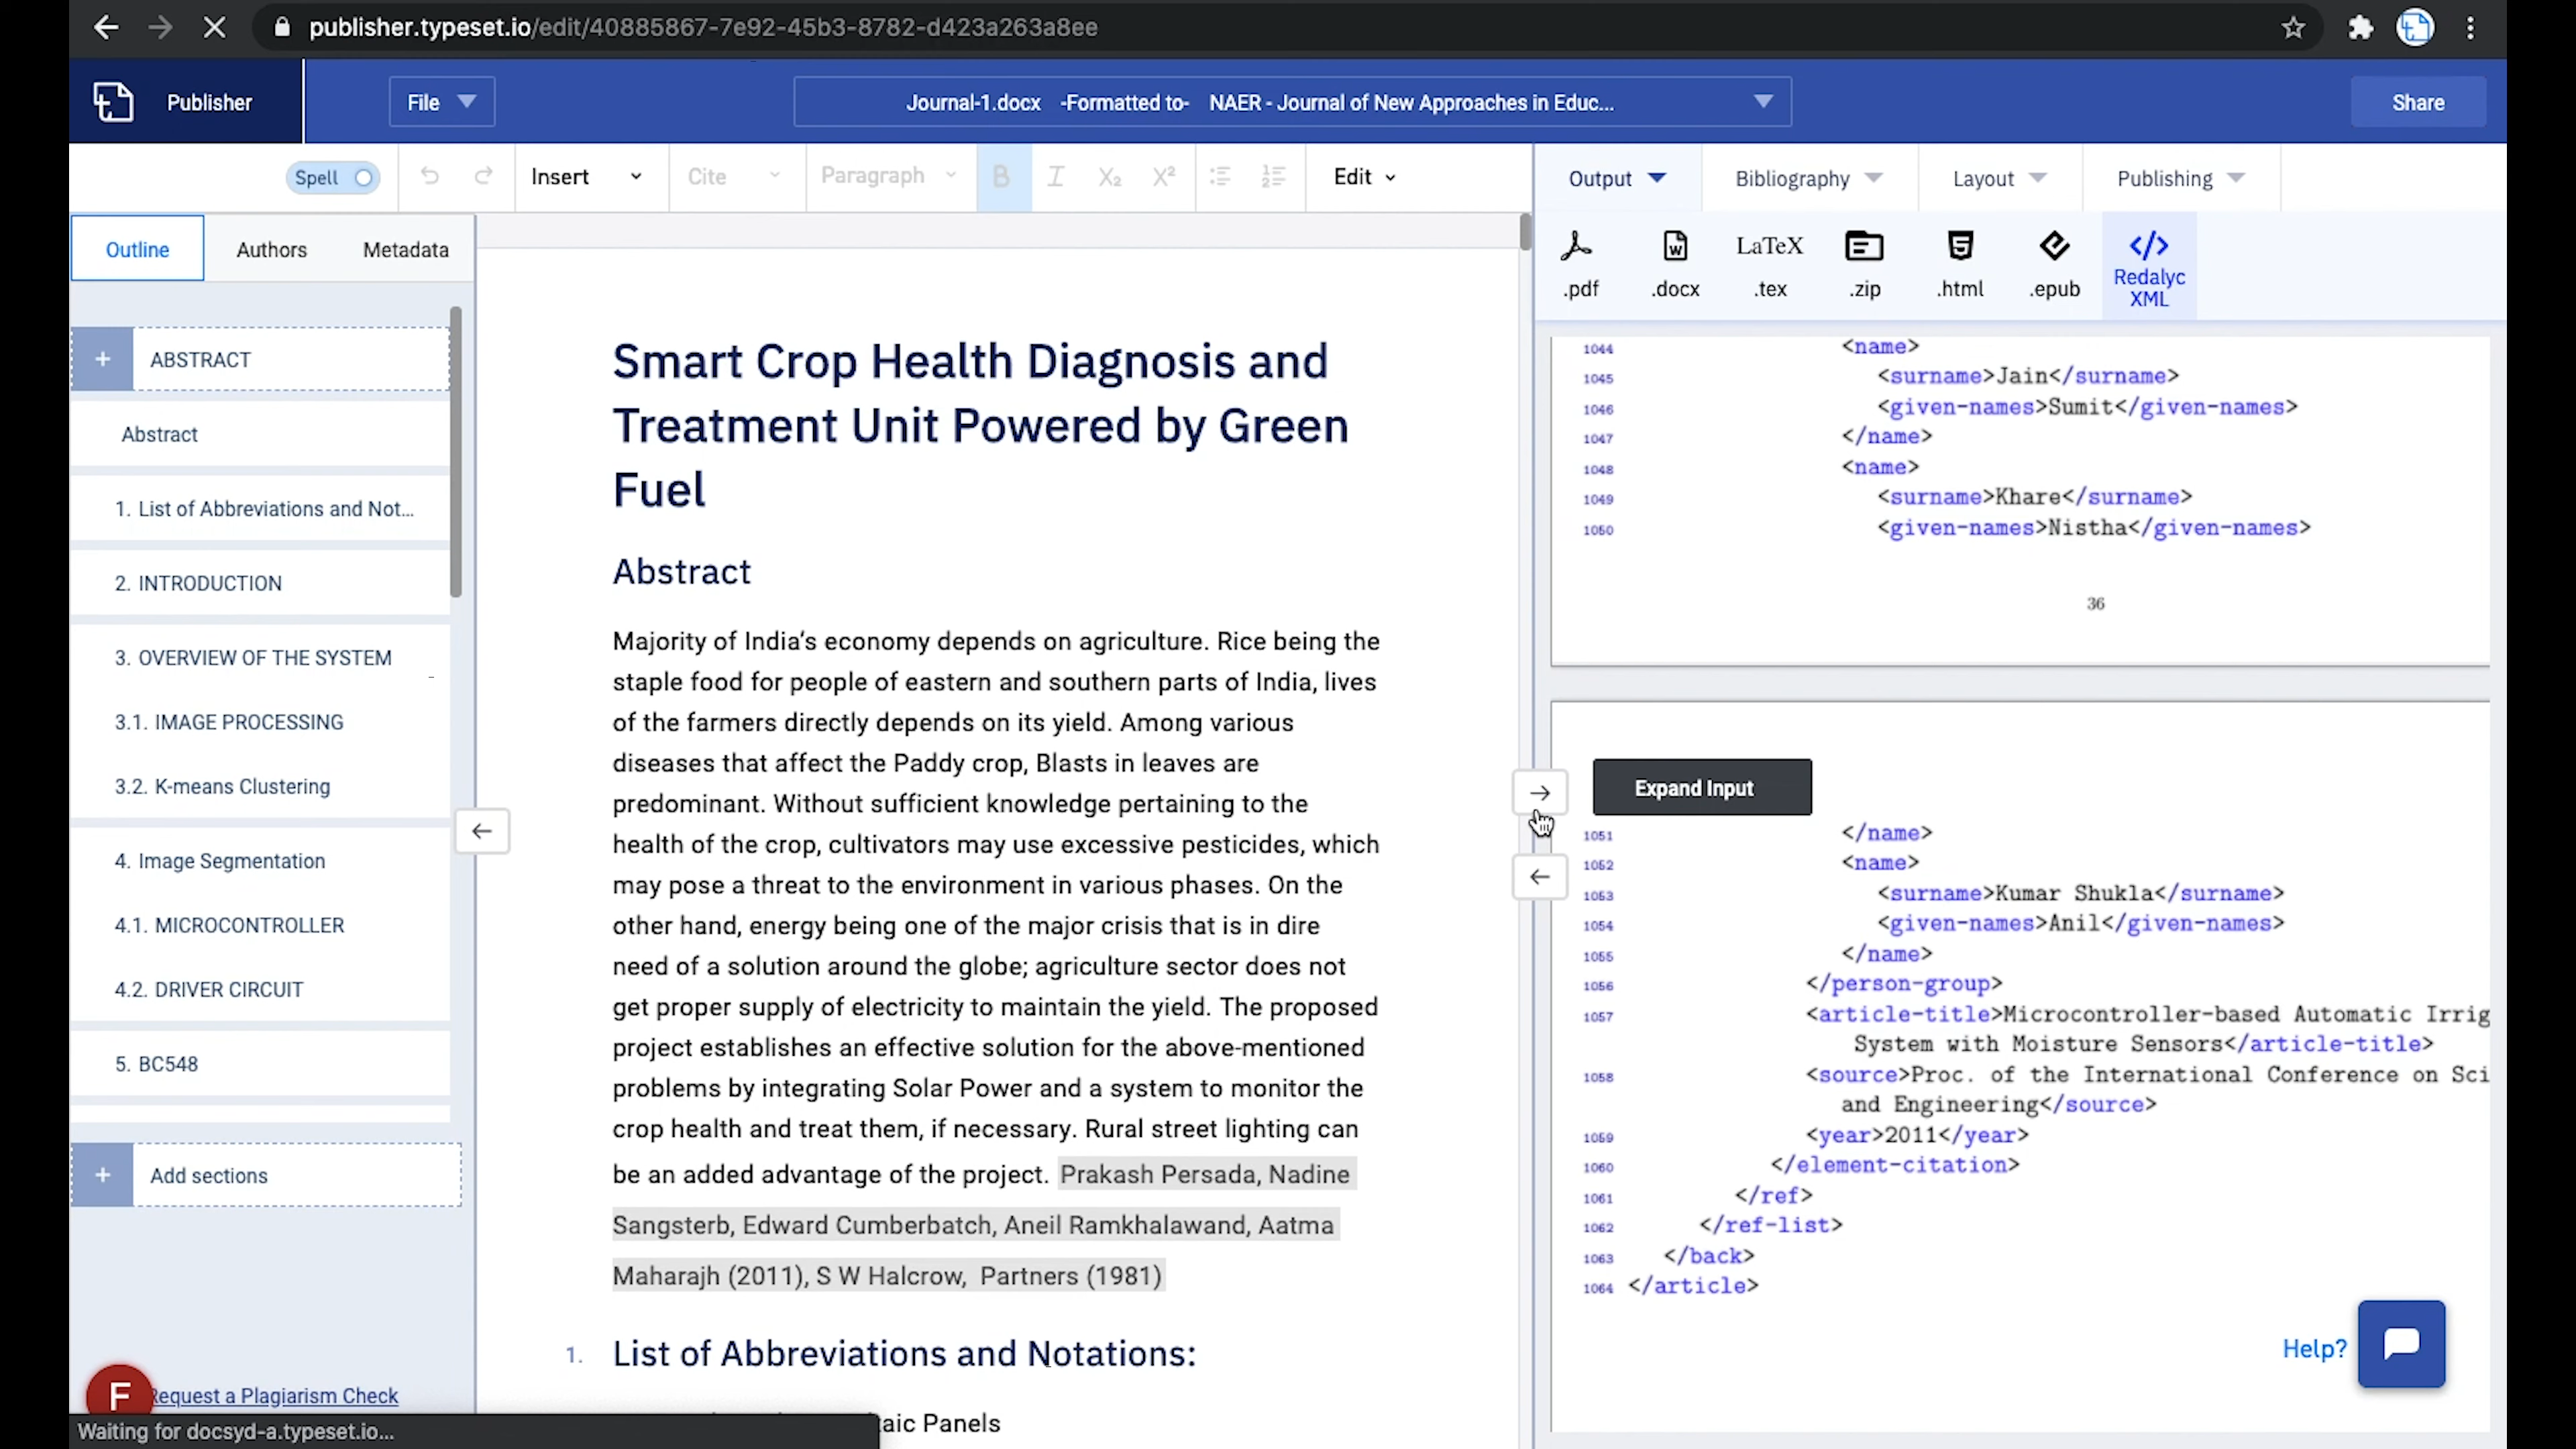 publisher.typeset.io/edit/40885867-7e92-45b3-8782-d423a263a8ee
Publisher
File
Journal-1.docx -Formatted to- NAER - Journal of New Approaches in Educ...
Share
Spell
Insert
Cite
Paragraph
B
I
X₂
X²
Edit
Output
Bibliography
Layout
Publishing
Outline
Authors
Metadata
.pdf
.docx
LaTeX
.tex
.zip
.html
.epub
</>
Redalyc
XML
+ ABSTRACT
Abstract
1. List of Abbreviations and Not...
2. INTRODUCTION
3. OVERVIEW OF THE SYSTEM
3.1. IMAGE PROCESSING
3.2. K-means Clustering
4. Image Segmentation
4.1. MICROCONTROLLER
4.2. DRIVER CIRCUIT
5. BC548
+ Add sections
F
Request a Plagiarism Check
Waiting for docsyd-a.typeset.io...
Smart Crop Health Diagnosis and
Treatment Unit Powered by Green
Fuel
Abstract
Majority of India‘s economy depends on agriculture. Rice being the
staple food for people of eastern and southern parts of India, lives
of the farmers directly depends on its yield. Among various
diseases that affect the Paddy crop, Blasts in leaves are
predominant. Without sufficient knowledge pertaining to the
health of the crop, cultivators may use excessive pesticides, which
may pose a threat to the environment in various phases. On the
other hand, energy being one of the major crisis that is in dire
need of a solution around the globe; agriculture sector does not
get proper supply of electricity to maintain the yield. The proposed
project establishes an effective solution for the above-mentioned
problems by integrating Solar Power and a system to monitor the
crop health and treat them, if necessary. Rural street lighting can
be an added advantage of the project. Prakash Persada, Nadine
Sangsterb, Edward Cumberbatch, Aneil Ramkhalawand, Aatma
Maharajh (2011), S W Halcrow, Partners (1981)
1. List of Abbreviations and Notations:
taic Panels
1044 <name>
1045 <surname>Jain</surname>
1046 <given-names>Sumit</given-names>
1047 </name>
1048 <name>
1049 <surname>Khare</surname>
1050 <given-names>Nistha</given-names>
36
Expand Input
1051 </name>
1052 <name>
1053 <surname>Kumar Shukla</surname>
1054 <given-names>Anil</given-names>
1055 </name>
1056 </person-group>
1057 <article-title>Microcontroller-based Automatic Irrig
System with Moisture Sensors</article-title>
1058 <source>Proc. of the International Conference on Sci
and Engineering</source>
1059 <year>2011</year>
1060 </element-citation>
1061 </ref>
1062 </ref-list>
1063 </back>
1064 </article>
Help?